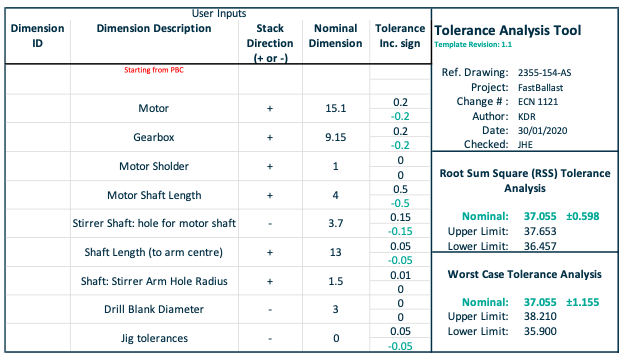 User Inputs
Dimension ID Dimension Description Stack Direction (+ or -) Nominal Dimension Tolerance Inc. sign
Starting from PBC
Motor + 15.1 0.2 -0.2
Gearbox + 9.15 0.2 -0.2
Motor Sholder + 1 0 0
Motor Shaft Length + 4 0.5 -0.5
Stirrer Shaft: hole for motor shaft - 3.7 0.15 -0.15
Shaft Length (to arm centre) + 13 0.05 -0.05
Shaft: Stirrer Arm Hole Radius + 1.5 0.01 0
Drill Blank Diameter - 3 0 0
Jig tolerances - 0 0.05 -0.05
Tolerance Analysis Tool
Template Revision: 1.1
Ref. Drawing: 2355-154-AS
Project: FastBallast
Change # : ECN 1121
Author: KDR
Date: 30/01/2020
Checked: JHE
Root Sum Square (RSS) Tolerance
Analysis
Nominal: 37.055 ±0.598
Upper Limit: 37.653
Lower Limit: 36.457
Worst Case Tolerance Analysis
Nominal: 37.055 ±1.155
Upper Limit: 38.210
Lower Limit: 35.900